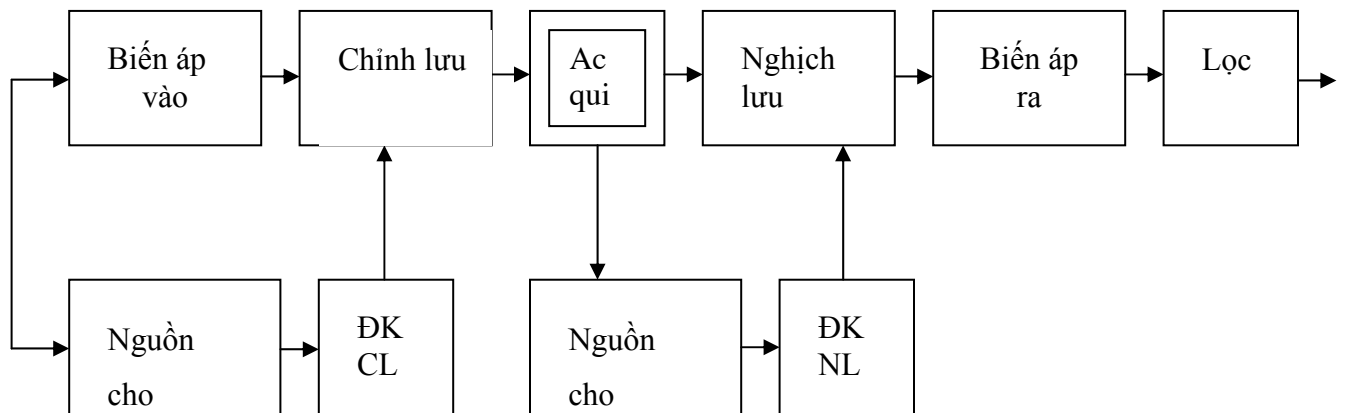 Biến áp
vào
Chỉnh lưu
Ac
qui
Nghịch
lưu
Biến áp
ra
Lọc
Nguồn
cho
ĐK
CL
Nguồn
cho
ĐK
NL